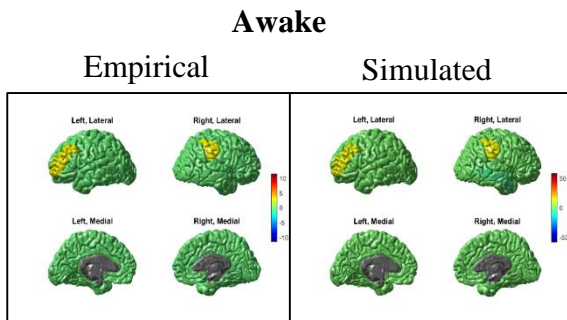 Awake
Empirical
Simulated
Left, Lateral
Right, Lateral
Left, Lateral
Right, Lateral
10
5
0
-5
-10
50
0
-50
Left, Medial
Right, Medial
Left, Medial
Right, Medial